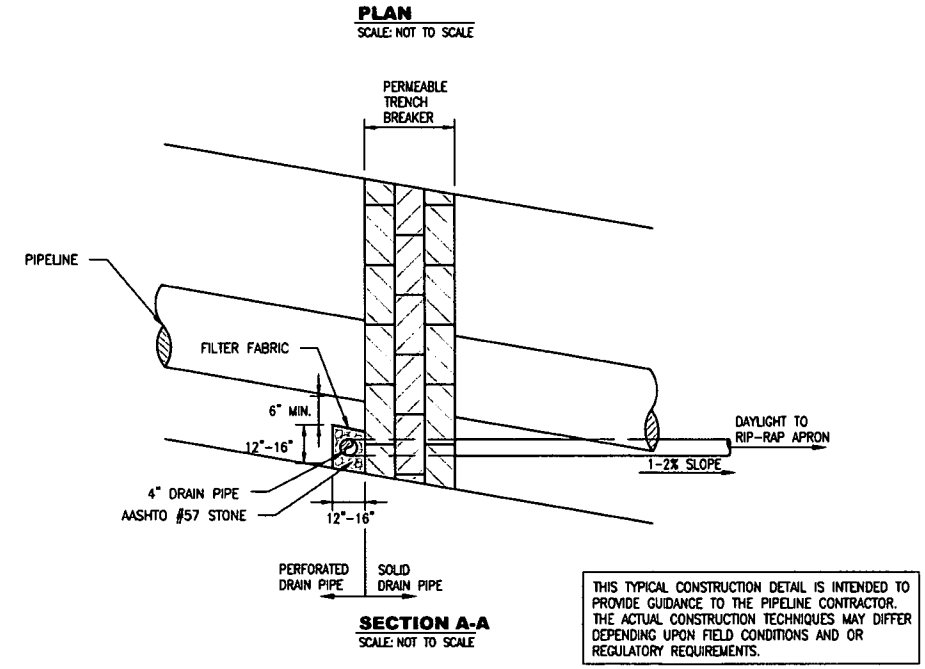 PLAN
SCALE: NOT TO SCALE
PERMEABLE
TRENCH
BREAKER
PIPELINE
FILTER FABRIC
6" MIN.
12"-16"
DAYLIGHT TO
RIP-RAP APRON
1-2% SLOPE
4" DRAIN PIPE
AASHTO #57 STONE
12"-16"
PERFORATED
DRAIN PIPE
SOLID
DRAIN PIPE
SECTION A-A
SCALE: NOT TO SCALE
THIS TYPICAL CONSTRUCTION DETAIL IS INTENDED TO
PROVIDE GUIDANCE TO THE PIPELINE CONTRACTOR.
THE ACTUAL CONSTRUCTION TECHNIQUES MAY DIFFER
DEPENDING UPON FIELD CONDITIONS AND OR
REGULATORY REQUIREMENTS.